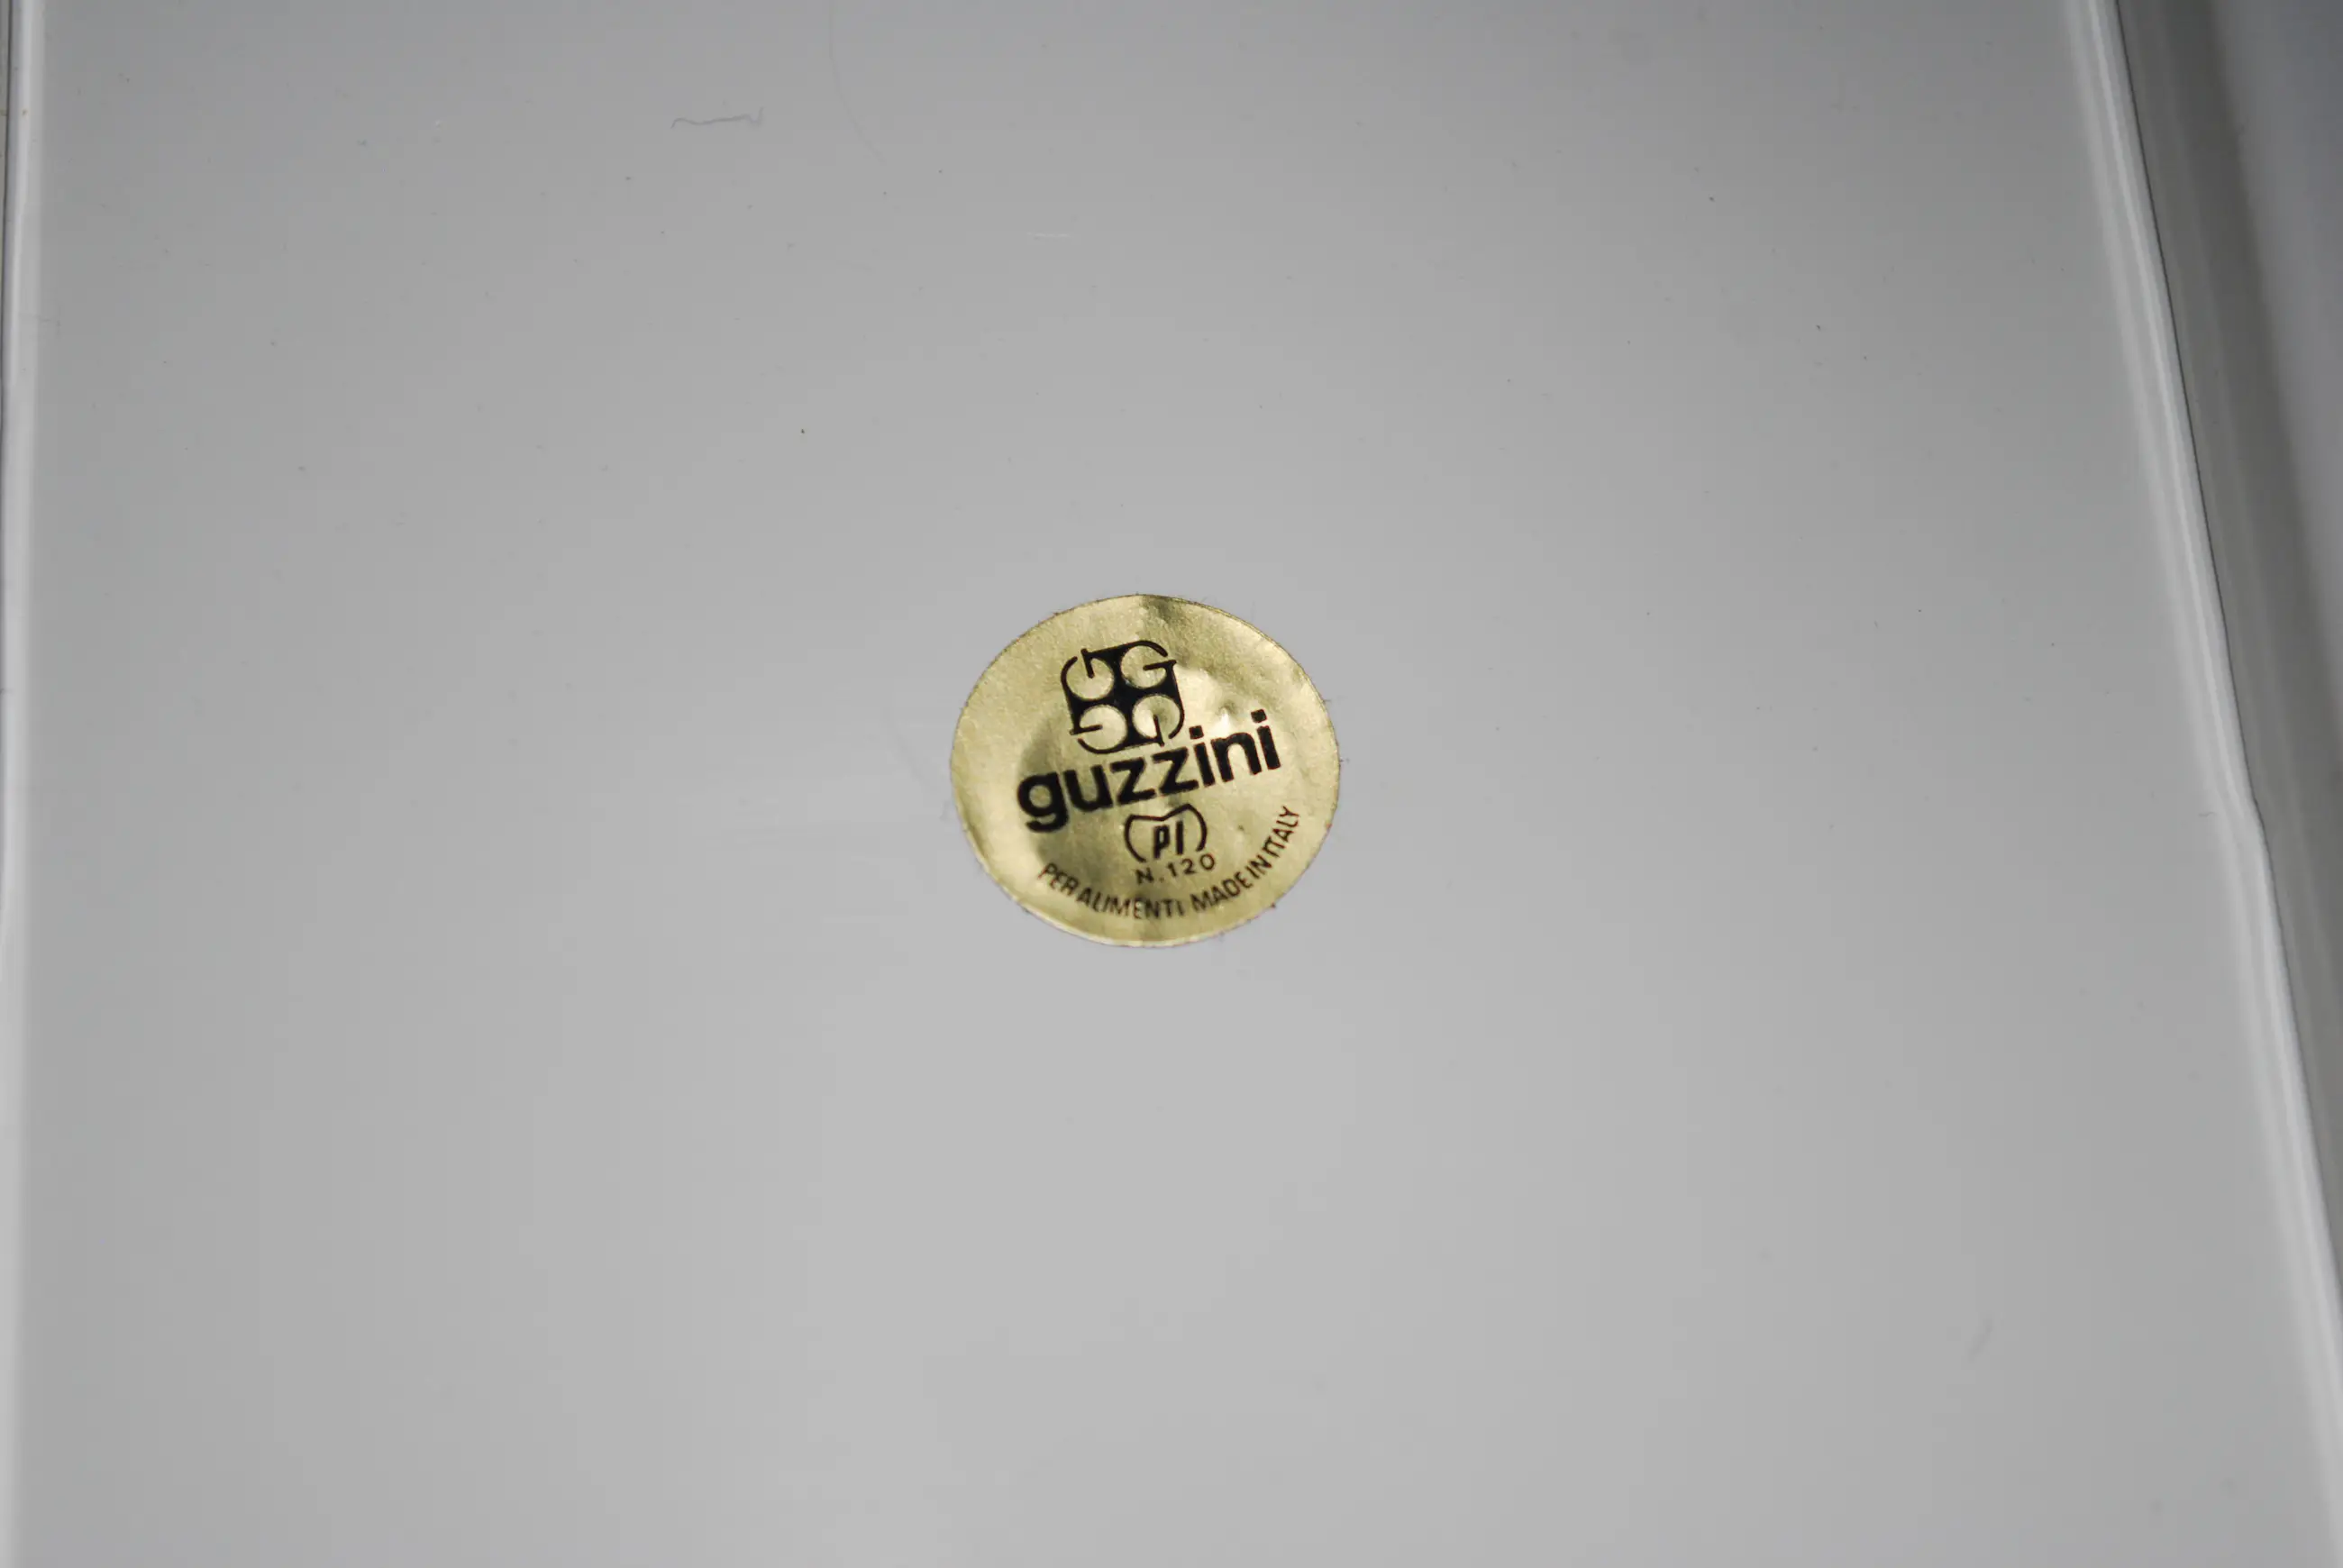 guzzini
PI
N.120
PER ALIMENTI MADE IN ITALY